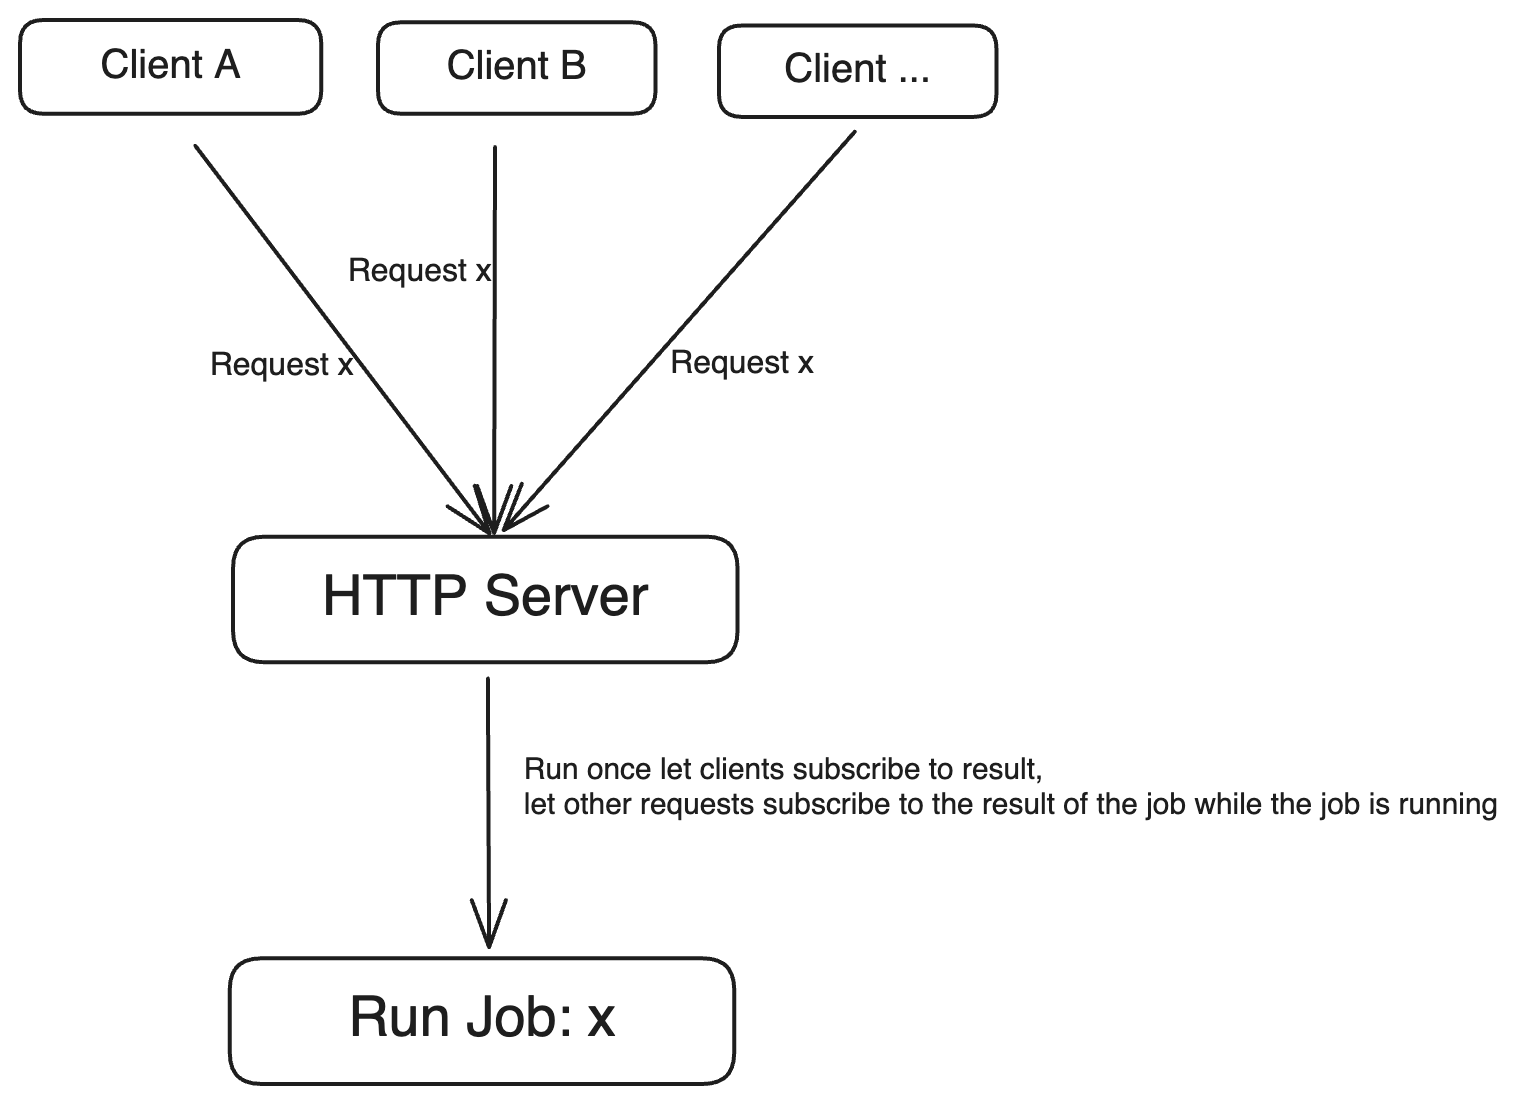 Client A
Client B
Client ...
Request x
Request x
Request x
HTTP Server
Run once let clients subscribe to result,
let other requests subscribe to the result of the job while the job is running
Run Job: x